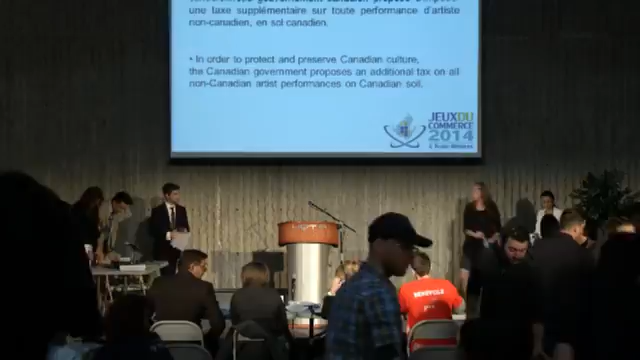 une taxe supplémentaire sur toute performance d'artiste
non-canadien, en sol canadien.
• In order to protect and preserve Canadian culture,
the Canadian government proposes an additional tax on all
non-Canadian artist performances on Canadian soil.
JEUXDU
COMMERCE
2014
BÉNÉVOLE